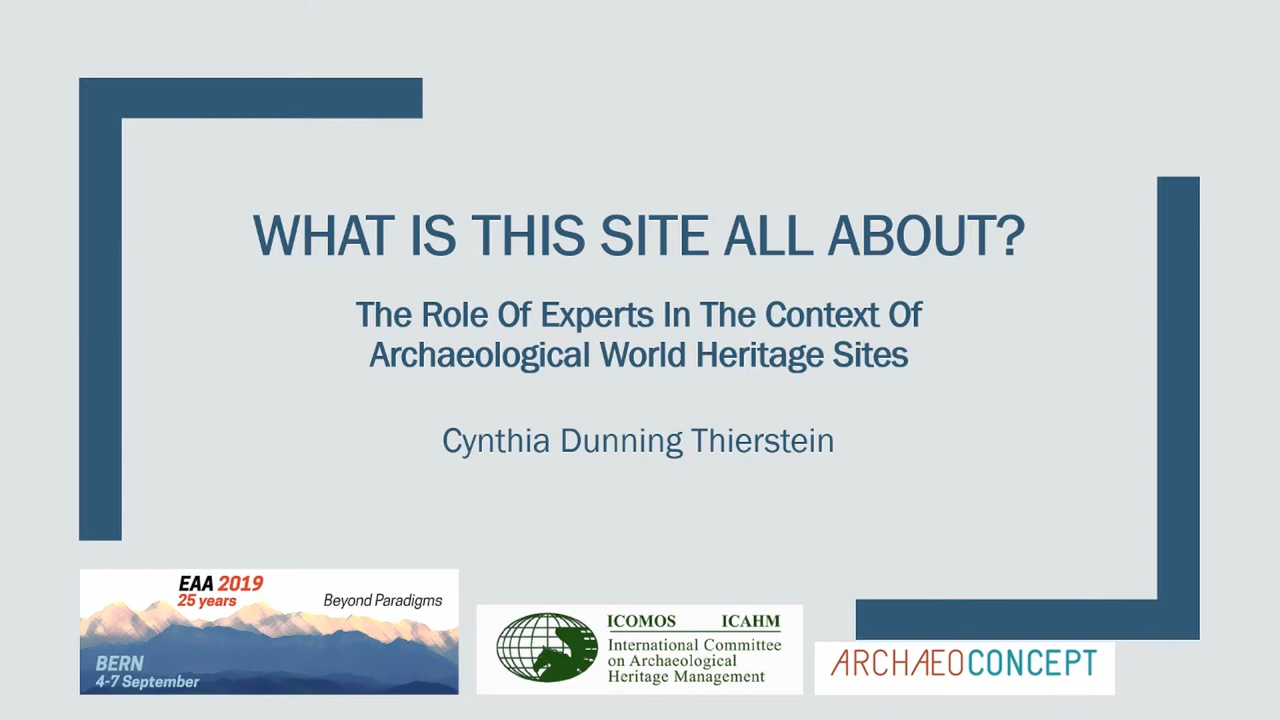 WHAT IS THIS SITE ALL ABOUT?
The Role Of Experts In The Context Of
Archaeological World Heritage Sites
Cynthia Dunning Thierstein
EAA 2019
25 years
Beyond Paradigms
BERN
4-7 September
ICOMOS ICAHM
International Committee
on Archaeological
Heritage Management
ARCHAEOCONCEPT